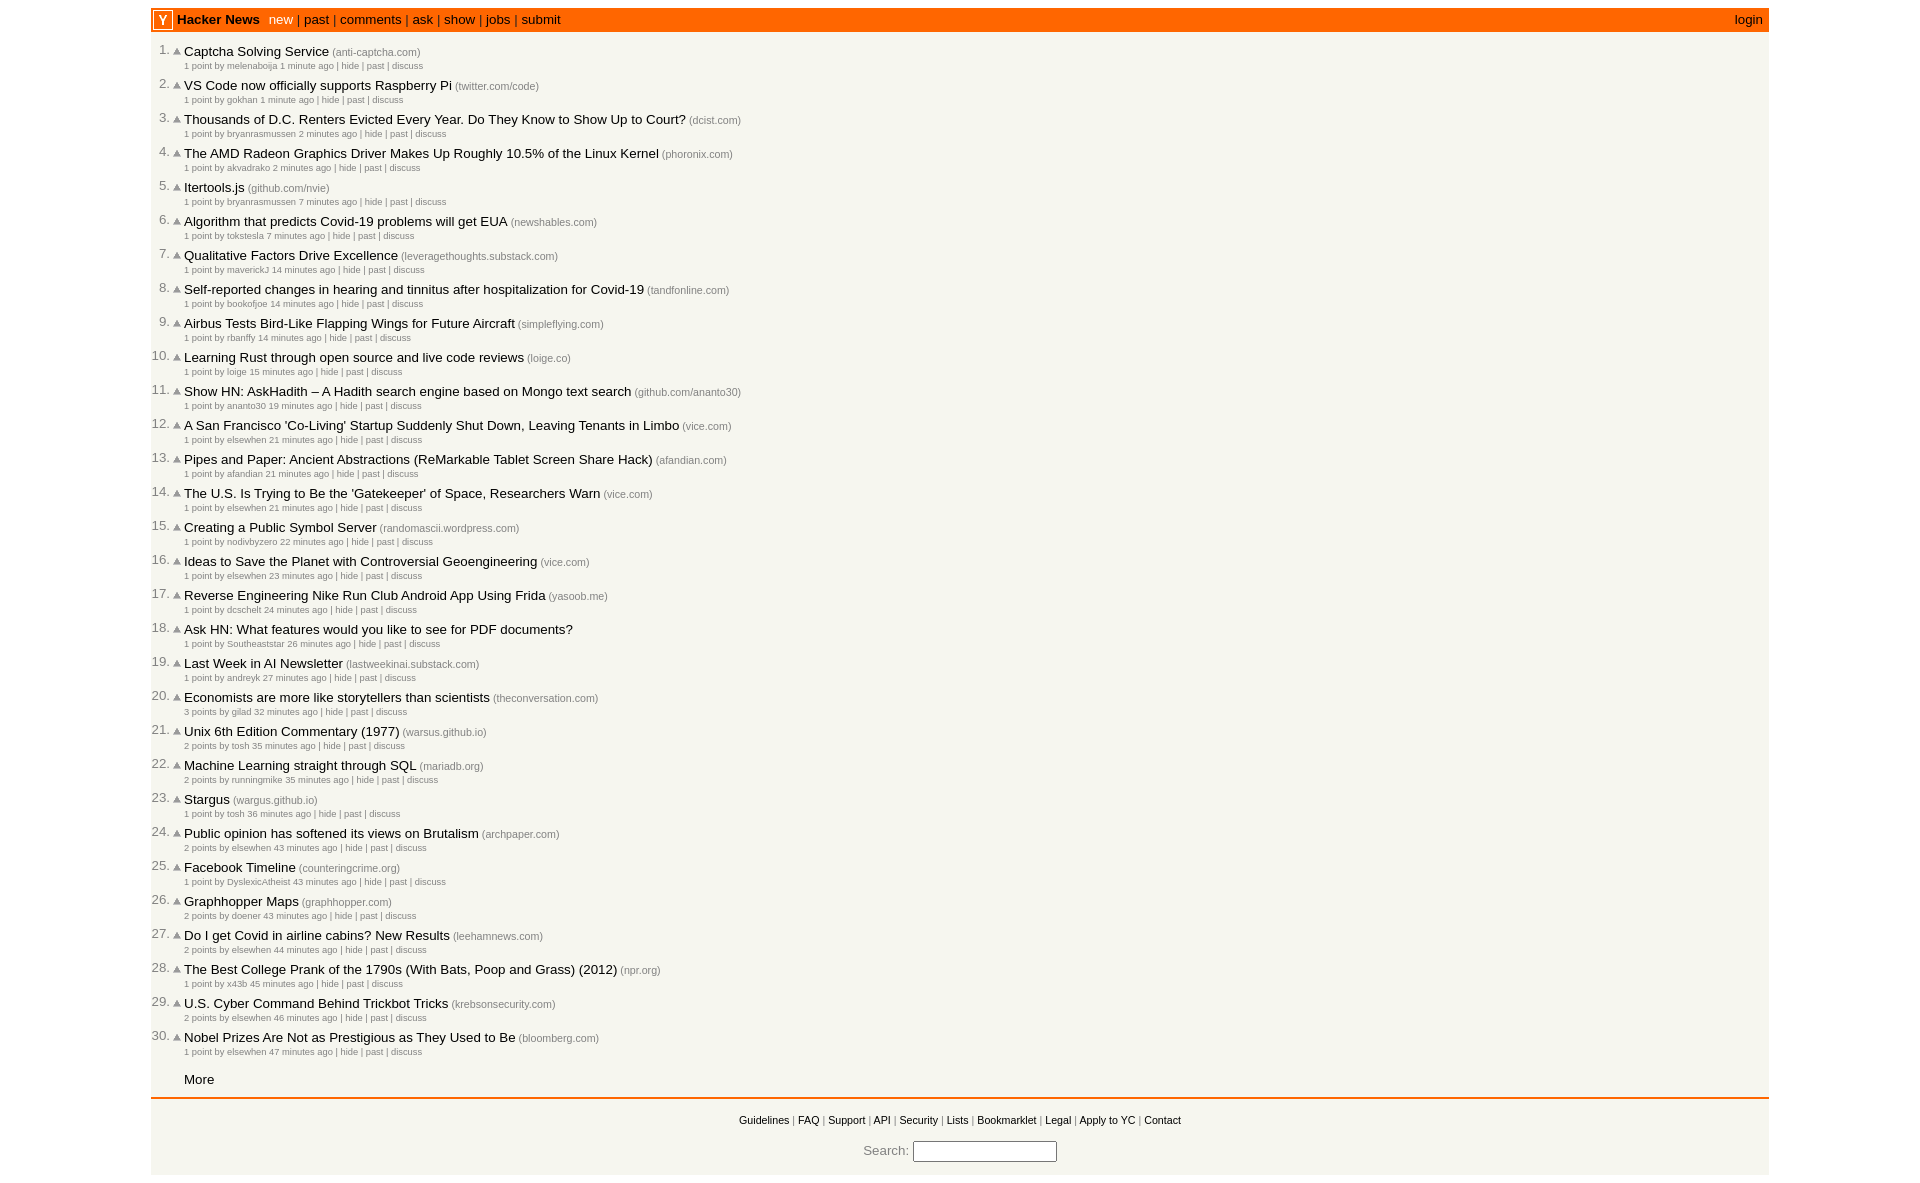 Y Hacker News new | past | comments | ask | show | jobs | submit login
1. Captcha Solving Service (anti-captcha.com)
1 point by melenaboija 1 minute ago | hide | past | discuss
2. VS Code now officially supports Raspberry Pi (twitter.com/code)
1 point by gokhan 1 minute ago | hide | past | discuss
3. Thousands of D.C. Renters Evicted Every Year. Do They Know to Show Up to Court? (dcist.com)
1 point by bryanrasmussen 2 minutes ago | hide | past | discuss
4. The AMD Radeon Graphics Driver Makes Up Roughly 10.5% of the Linux Kernel (phoronix.com)
1 point by akvadrako 2 minutes ago | hide | past | discuss
5. Itertools.js (github.com/nvie)
1 point by bryanrasmussen 7 minutes ago | hide | past | discuss
6. Algorithm that predicts Covid-19 problems will get EUA (newshables.com)
1 point by tokstesla 7 minutes ago | hide | past | discuss
7. Qualitative Factors Drive Excellence (leveragethoughts.substack.com)
1 point by maverickJ 14 minutes ago | hide | past | discuss
8. Self-reported changes in hearing and tinnitus after hospitalization for Covid-19 (tandfonline.com)
1 point by bookofjoe 14 minutes ago | hide | past | discuss
9. Airbus Tests Bird-Like Flapping Wings for Future Aircraft (simpleflying.com)
1 point by rbanffy 14 minutes ago | hide | past | discuss
10. Learning Rust through open source and live code reviews (loige.co)
1 point by loige 15 minutes ago | hide | past | discuss
11. Show HN: AskHadith – A Hadith search engine based on Mongo text search (github.com/ananto30)
1 point by ananto30 19 minutes ago | hide | past | discuss
12. A San Francisco 'Co-Living' Startup Suddenly Shut Down, Leaving Tenants in Limbo (vice.com)
1 point by elsewhen 21 minutes ago | hide | past | discuss
13. Pipes and Paper: Ancient Abstractions (ReMarkable Tablet Screen Share Hack) (afandian.com)
1 point by afandian 21 minutes ago | hide | past | discuss
14. The U.S. Is Trying to Be the 'Gatekeeper' of Space, Researchers Warn (vice.com)
1 point by elsewhen 21 minutes ago | hide | past | discuss
15. Creating a Public Symbol Server (randomascii.wordpress.com)
1 point by nodivbyzero 22 minutes ago | hide | past | discuss
16. Ideas to Save the Planet with Controversial Geoengineering (vice.com)
1 point by elsewhen 23 minutes ago | hide | past | discuss
17. Reverse Engineering Nike Run Club Android App Using Frida (yasoob.me)
1 point by dcschelt 24 minutes ago | hide | past | discuss
18. Ask HN: What features would you like to see for PDF documents?
1 point by Southeaststar 26 minutes ago | hide | past | discuss
19. Last Week in AI Newsletter (lastweekinai.substack.com)
1 point by andreyk 27 minutes ago | hide | past | discuss
20. Economists are more like storytellers than scientists (theconversation.com)
3 points by gilad 32 minutes ago | hide | past | discuss
21. Unix 6th Edition Commentary (1977) (warsus.github.io)
2 points by tosh 35 minutes ago | hide | past | discuss
22. Machine Learning straight through SQL (mariadb.org)
2 points by runningmike 35 minutes ago | hide | past | discuss
23. Stargus (wargus.github.io)
1 point by tosh 36 minutes ago | hide | past | discuss
24. Public opinion has softened its views on Brutalism (archpaper.com)
2 points by elsewhen 43 minutes ago | hide | past | discuss
25. Facebook Timeline (counteringcrime.org)
1 point by DyslexicAtheist 43 minutes ago | hide | past | discuss
26. Graphhopper Maps (graphhopper.com)
2 points by doener 43 minutes ago | hide | past | discuss
27. Do I get Covid in airline cabins? New Results (leehamnews.com)
2 points by elsewhen 44 minutes ago | hide | past | discuss
28. The Best College Prank of the 1790s (With Bats, Poop and Grass) (2012) (npr.org)
1 point by x43b 45 minutes ago | hide | past | discuss
29. U.S. Cyber Command Behind Trickbot Tricks (krebsonsecurity.com)
2 points by elsewhen 46 minutes ago | hide | past | discuss
30. Nobel Prizes Are Not as Prestigious as They Used to Be (bloomberg.com)
1 point by elsewhen 47 minutes ago | hide | past | discuss
More
Guidelines | FAQ | Support | API | Security | Lists | Bookmarklet | Legal | Apply to YC | Contact
Search: